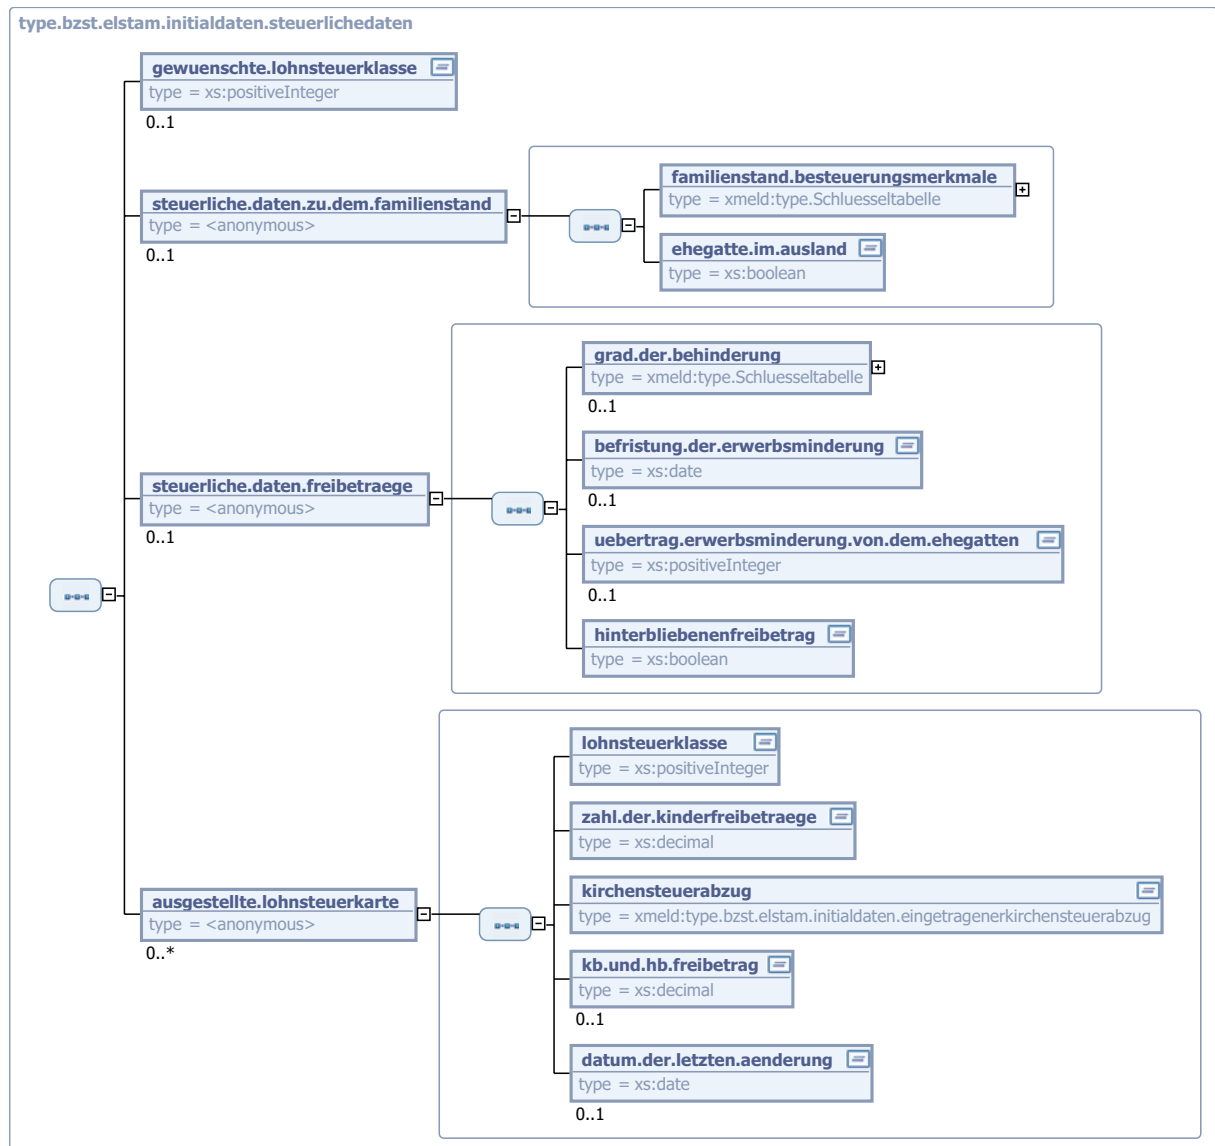 type.bzst.elstam.initialdaten.steuerlichedaten
gewuenschte.lohnsteuerklasse
type = xs:positiveInteger
0..1
steuerliche.daten.zu.dem.familienstand
type = <anonymous>
0..1
familienstand.besteuerungsmerkmale
type = xmeld:type.Schluesseltabelle
ehegatte.im.ausland
type = xs:boolean
steuerliche.daten.freibetraege
type = <anonymous>
0..1
grad.der.behinderung
type = xmeld:type.Schluesseltabelle
0..1
befristung.der.erwerbsminderung
type = xs:date
0..1
uebertrag.erwerbsminderung.von.dem.ehegatten
type = xs:positiveInteger
0..1
hinterbliebenenfreibetrag
type = xs:boolean
ausgestellte.lohnsteuerkarte
type = <anonymous>
0..*
lohnsteuerklasse
type = xs:positiveInteger
zahl.der.kinderfreibetraege
type = xs:decimal
kirchensteuerabzug
type = xmeld:type.bzst.elstam.initialdaten.eingetragenerkirchensteuerabzug
kb.und.hb.freibetrag
type = xs:decimal
0..1
datum.der.letzten.aenderung
type = xs:date
0..1